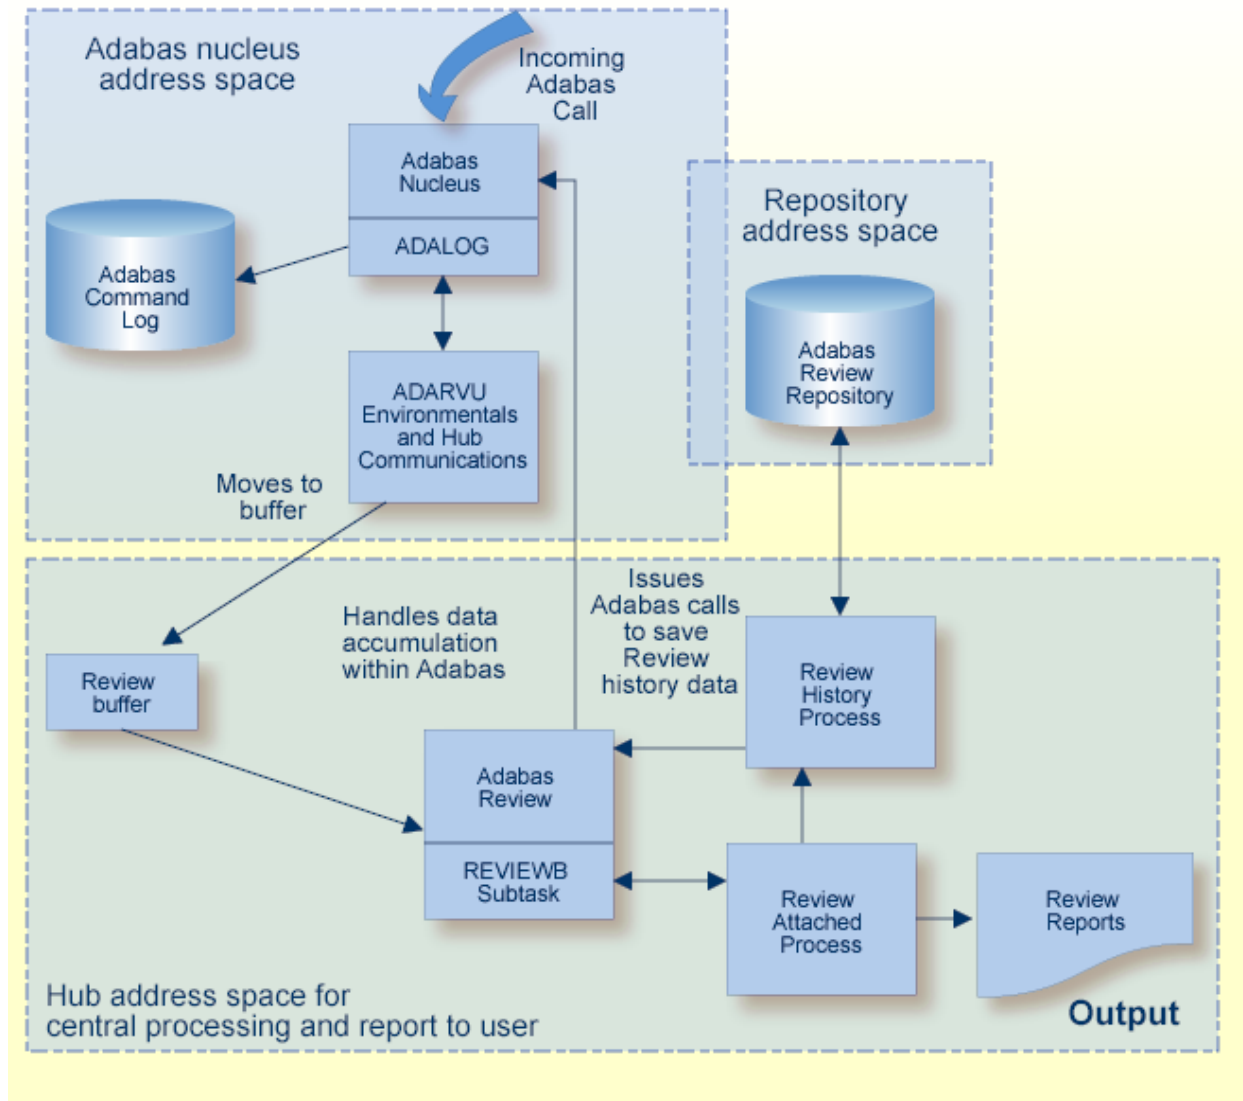 Adabas nucleus
address space
Incoming
Adabas
Call
Adabas
Nucleus
ADALOG
Adabas
Command
Log
Repository
address space
Adabas
Review
Repository
ADARVU
Environmentals
and Hub
Communications
Moves to
buffer
Issues
Adabas calls
to save
Review
history data
Handles data
accumulation
within Adabas
Review
buffer
Review
History
Process
Adabas
Review
REVIEWB
Subtask
Review
Attached
Process
Review
Reports
Hub address space for
central processing and report to user
Output